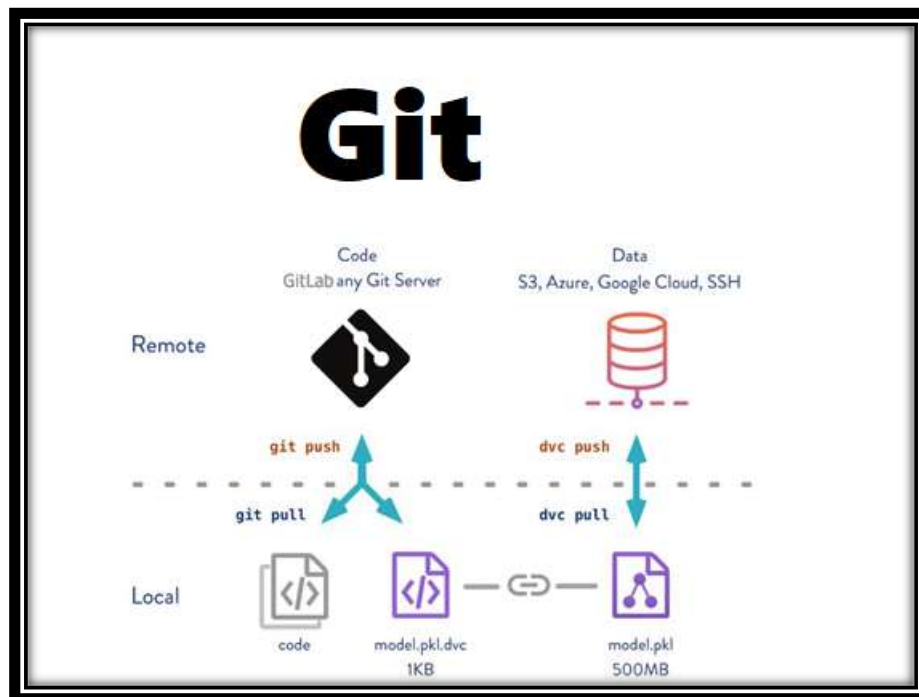 Git
Code
GitLab any Git Server
Data
S3, Azure, Google Cloud, SSH
Remote
git push
dvc push
git pull
dvc pull
Local
code
model.pkl.dvc
1KB
model.pkl
500MB